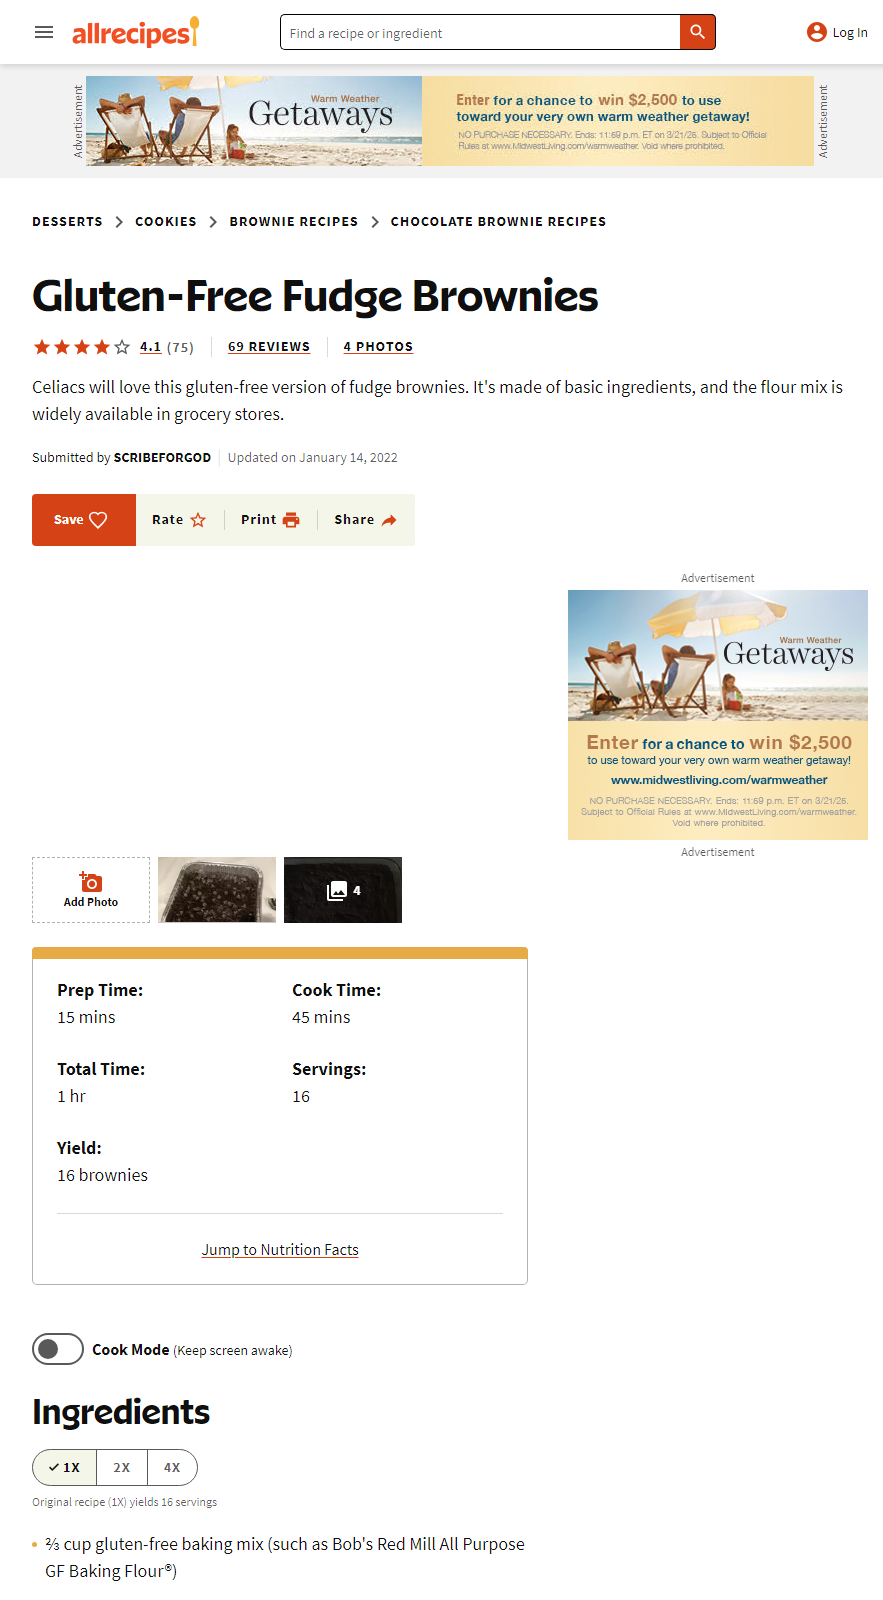 allrecipes
Find a recipe or ingredient
Log In
Advertisement
Warm Weather
Getaways
Enter for a chance to win $2,500 to use
toward your very own warm weather getaway!
NO PURCHASE NECESSARY. Ends: 11:59 p.m. ET on 3/21/26. Subject to Official
Rules at www.MidwestLiving.com/warmweather. Void where prohibited.
Advertisement
DESSERTS > COOKIES > BROWNIE RECIPES > CHOCOLATE BROWNIE RECIPES
Gluten-Free Fudge Brownies
4.1 (75) 69 REVIEWS 4 PHOTOS
Celiacs will love this gluten-free version of fudge brownies. It's made of basic ingredients, and the flour mix is
widely available in grocery stores.
Submitted by SCRIBEFORGOD Updated on January 14, 2022
Save Rate Print Share
Advertisement
Warm Weather
Getaways
Enter for a chance to win $2,500
to use toward your very own warm weather getaway!
www.midwestliving.com/warmweather
NO PURCHASE NECESSARY. Ends: 11:59 p.m. ET on 3/21/26.
Subject to Official Rules at www.MidwestLiving.com/warmweather.
Void where prohibited.
Advertisement
Add Photo
4
Prep Time: Cook Time:
15 mins 45 mins
Total Time: Servings:
1 hr 16
Yield:
16 brownies
Jump to Nutrition Facts
Cook Mode (Keep screen awake)
Ingredients
1X 2X 4X
Original recipe (1X) yields 16 servings
⅔ cup gluten-free baking mix (such as Bob's Red Mill All Purpose
GF Baking Flour®)